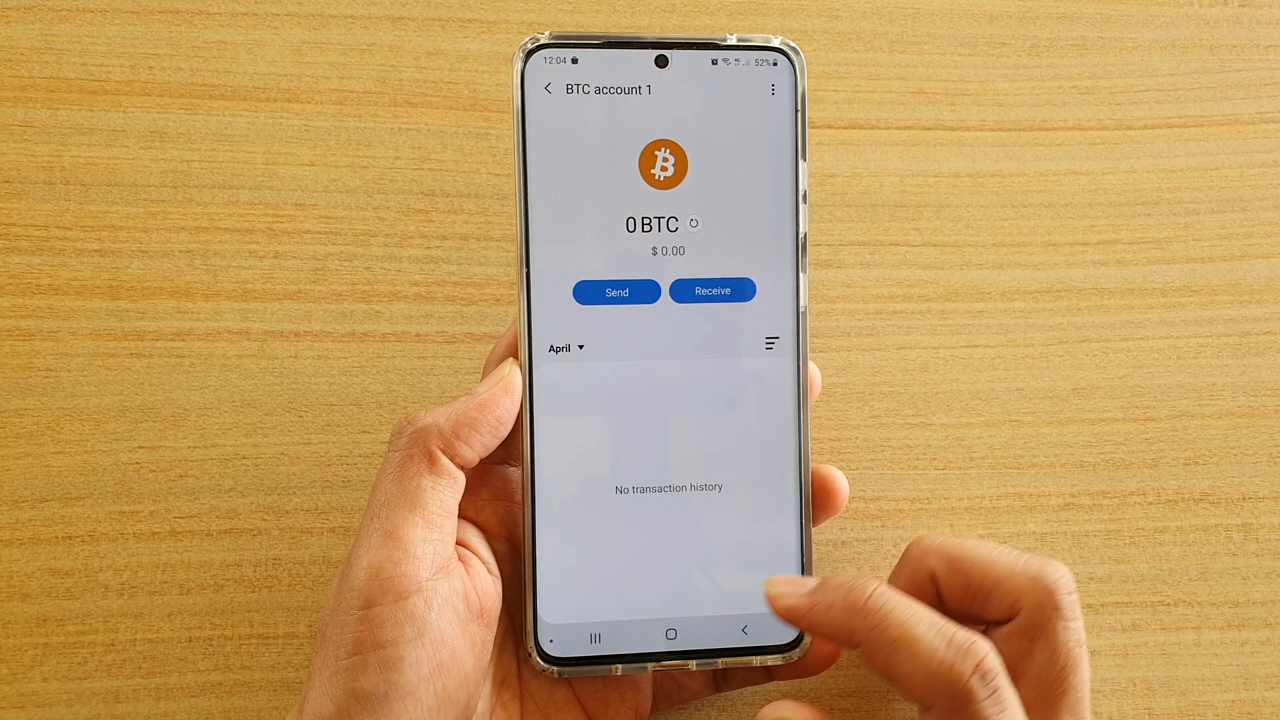 12:04 52%
BTC account 1
0 BTC
$ 0.00
Send Receive
April
No transaction history